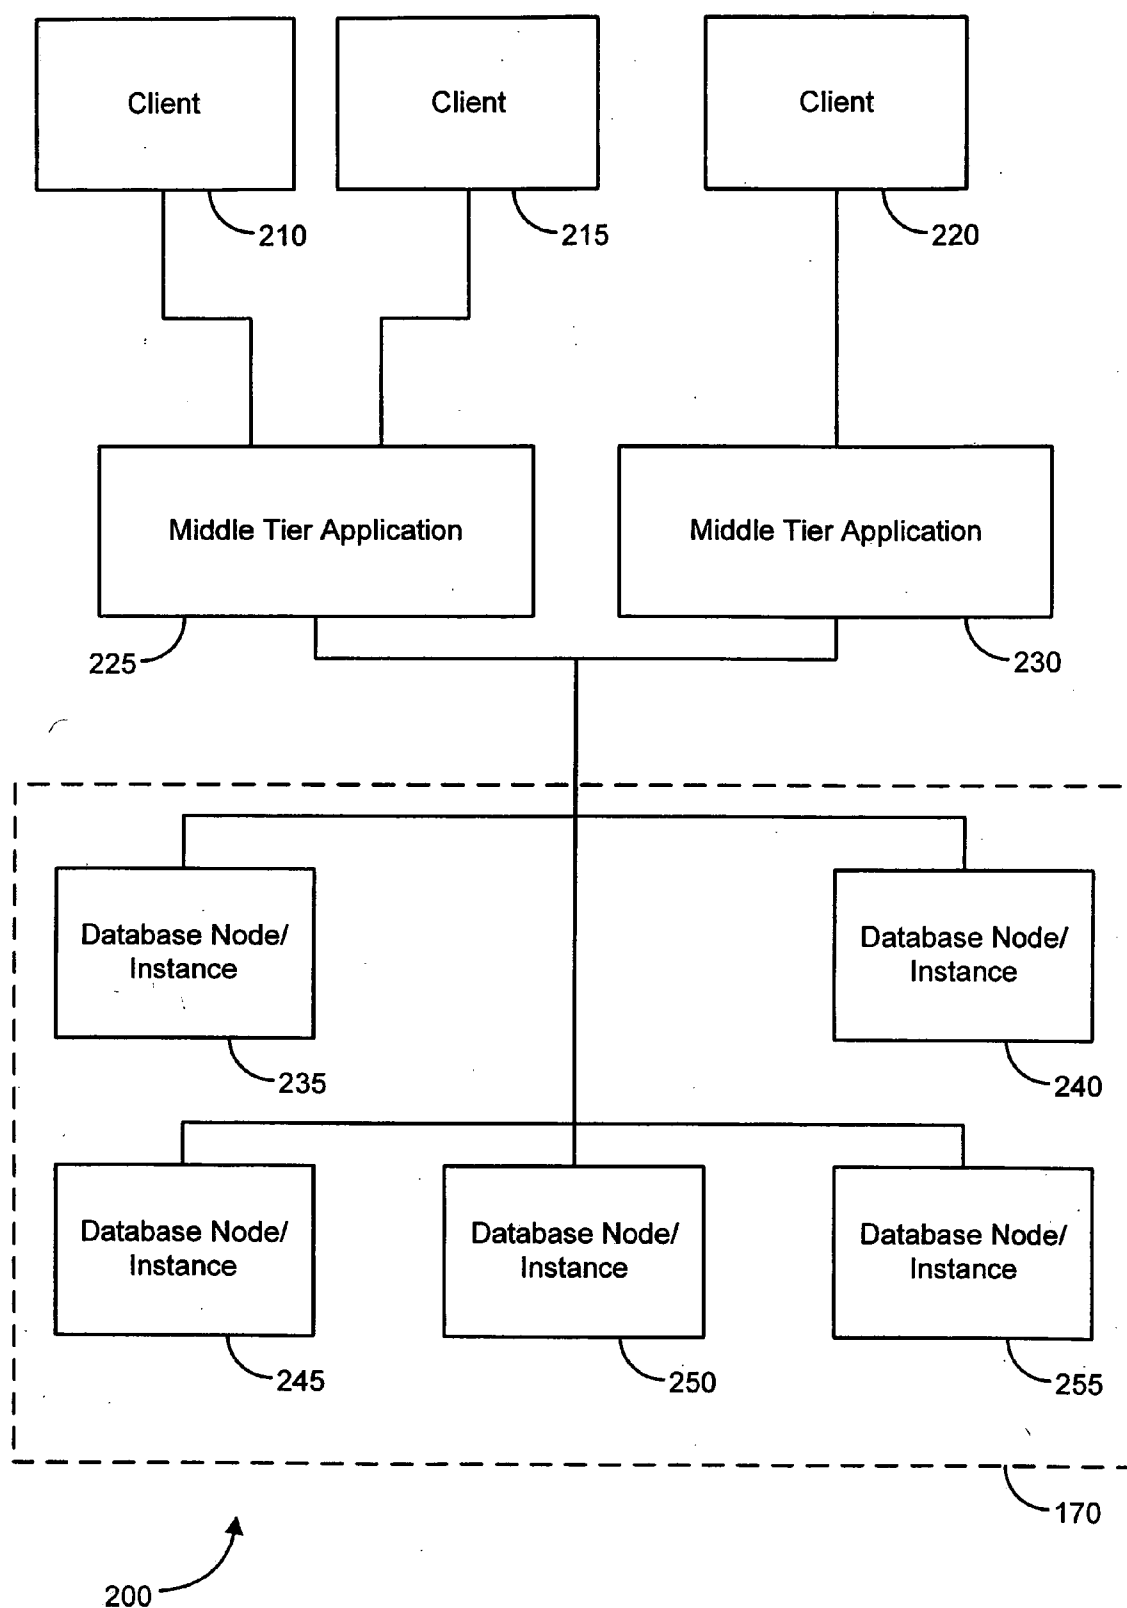 Client
Client
Client
210
215
220
Middle Tier Application
Middle Tier Application
225
230
Database Node/
Instance
Database Node/
Instance
235
240
Database Node/
Instance
Database Node/
Instance
Database Node/
Instance
245
250
255
170
200